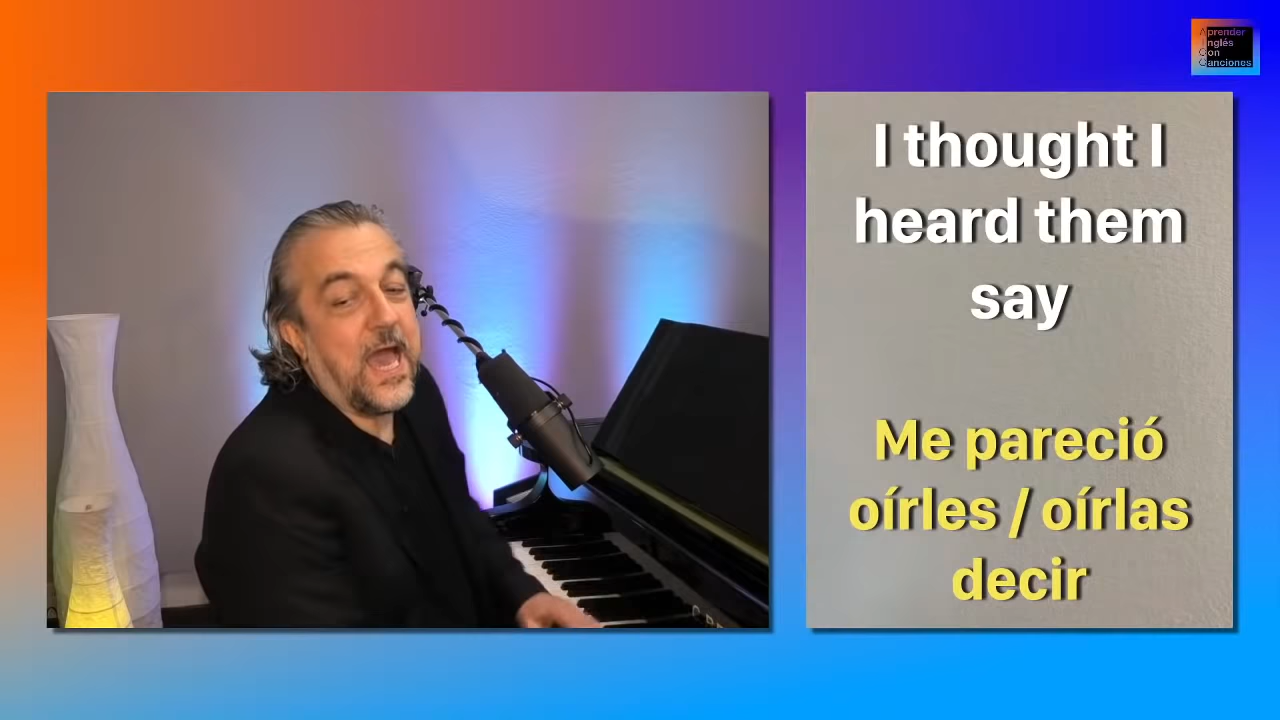 Aprender
Inglés
Con
Canciones
I thought I
heard them
say
Me pareció
oírles / oírlas
decir